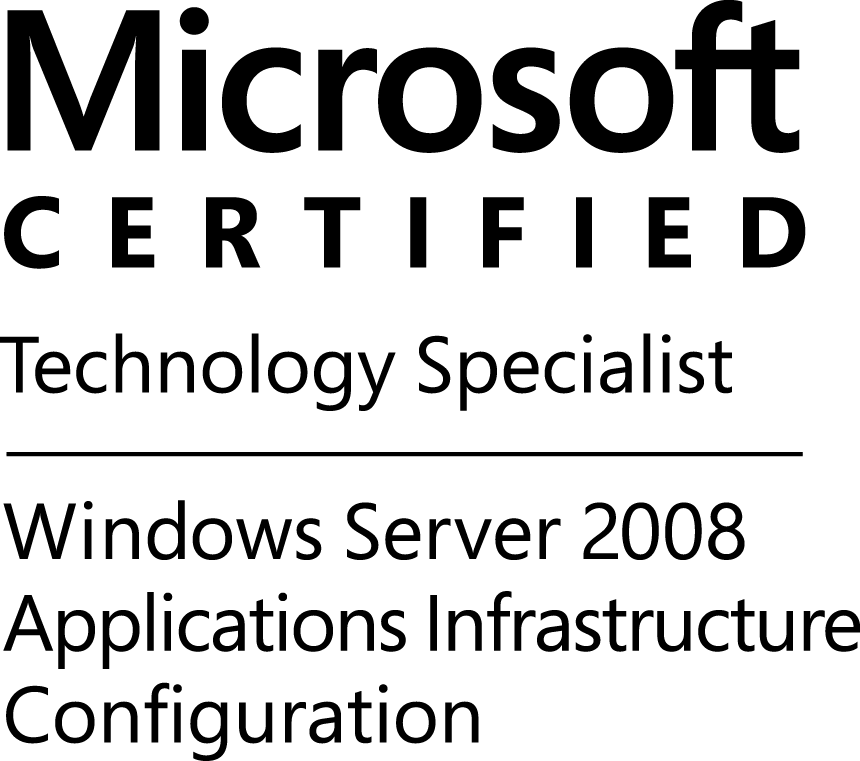 Microsoft
CERTIFIED
Technology Specialist
Windows Server 2008
Applications Infrastructure
Configuration